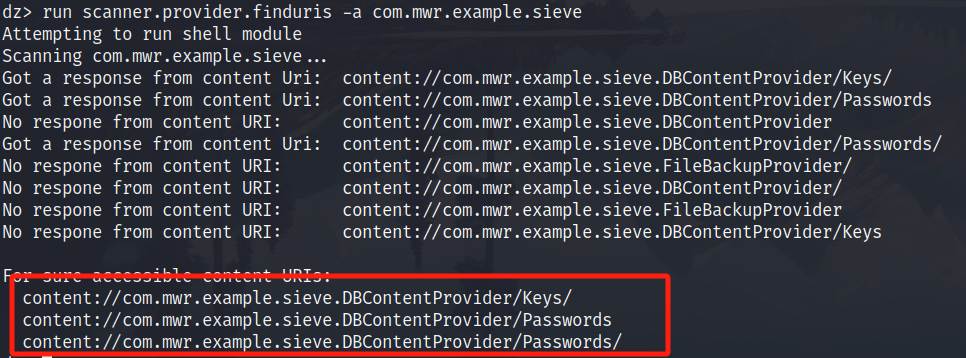 dz> run scanner.provider.finduris -a com.mwr.example.sieve
Attempting to run shell module
Scanning com.mwr.example.sieve...
Got a response from content Uri:  content://com.mwr.example.sieve.DBContentProvider/Keys/
Got a response from content Uri:  content://com.mwr.example.sieve.DBContentProvider/Passwords
No respone from content URI:      content://com.mwr.example.sieve.DBContentProvider
Got a response from content Uri:  content://com.mwr.example.sieve.DBContentProvider/Passwords/
No respone from content URI:      content://com.mwr.example.sieve.FileBackupProvider/
No respone from content URI:      content://com.mwr.example.sieve.DBContentProvider/
No respone from content URI:      content://com.mwr.example.sieve.FileBackupProvider
No respone from content URI:      content://com.mwr.example.sieve.DBContentProvider/Keys
For sure accessible content URIs:
content://com.mwr.example.sieve.DBContentProvider/Keys/
content://com.mwr.example.sieve.DBContentProvider/Passwords
content://com.mwr.example.sieve.DBContentProvider/Passwords/